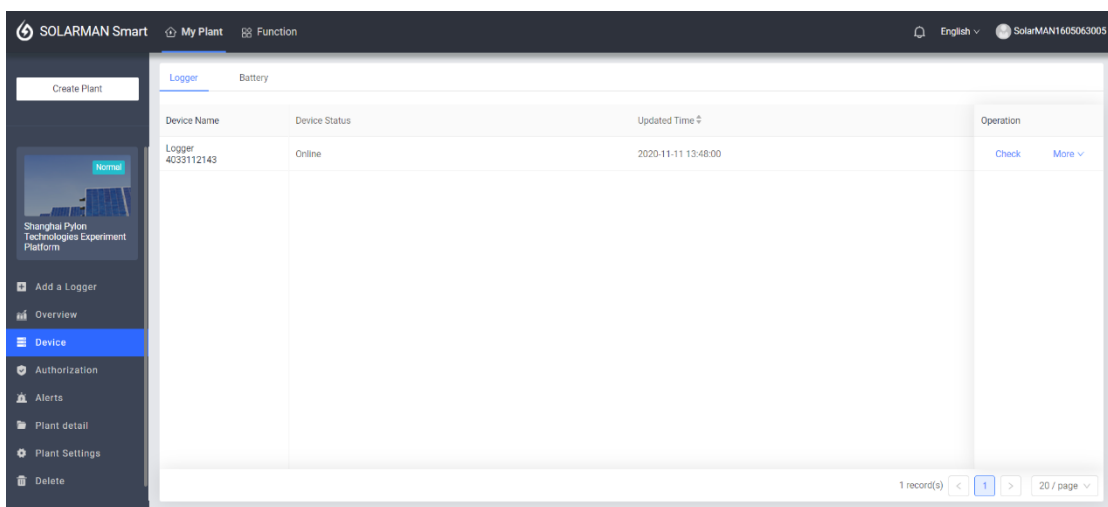 SOLARMAN Smart My Plant Function English SolarMAN1605063005
Create Plant
Normal
Shanghai Pylon
Technologies Experiment
Platform
Add a Logger
Overview
Device
Authorization
Alerts
Plant detail
Plant Settings
Delete
Logger Battery
Device Name Device Status Updated Time Operation
Logger
4033112143 Online 2020-11-11 13:48:00 Check More
1 record(s) < 1 > 20 / page